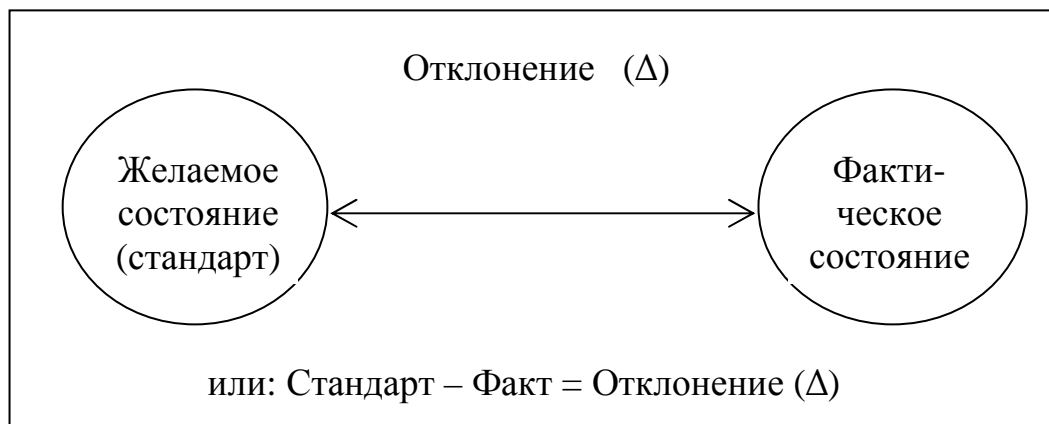 Отклонение (Δ)
Желаемое
состояние
(стандарт)
Факти-
ческое
состояние
или: Стандарт – Факт = Отклонение (Δ)